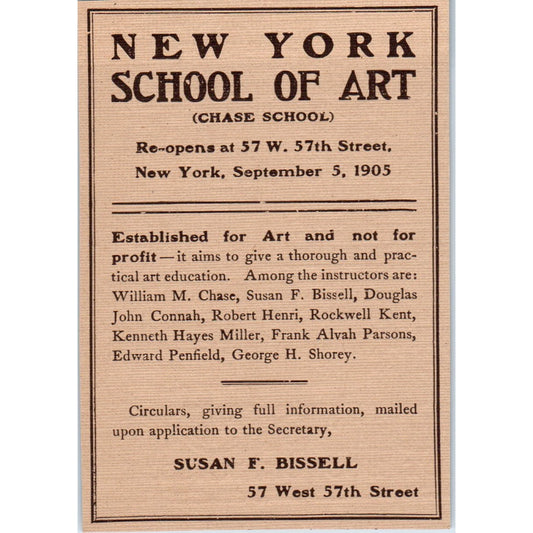 NEW YORK
SCHOOL OF ART
(CHASE SCHOOL)
Re-opens at 57 W. 57th Street,
New York, September 5, 1905
Established for Art and not for
profit—it aims to give a thorough and prac-
tical art education. Among the instructors are:
William M. Chase, Susan F. Bissell, Douglas
John Connah, Robert Henri, Rockwell Kent,
Kenneth Hayes Miller, Frank Alvah Parsons,
Edward Penfield, George H. Shorey.
Circulars, giving full information, mailed
upon application to the Secretary,
SUSAN F. BISSELL
57 West 57th Street